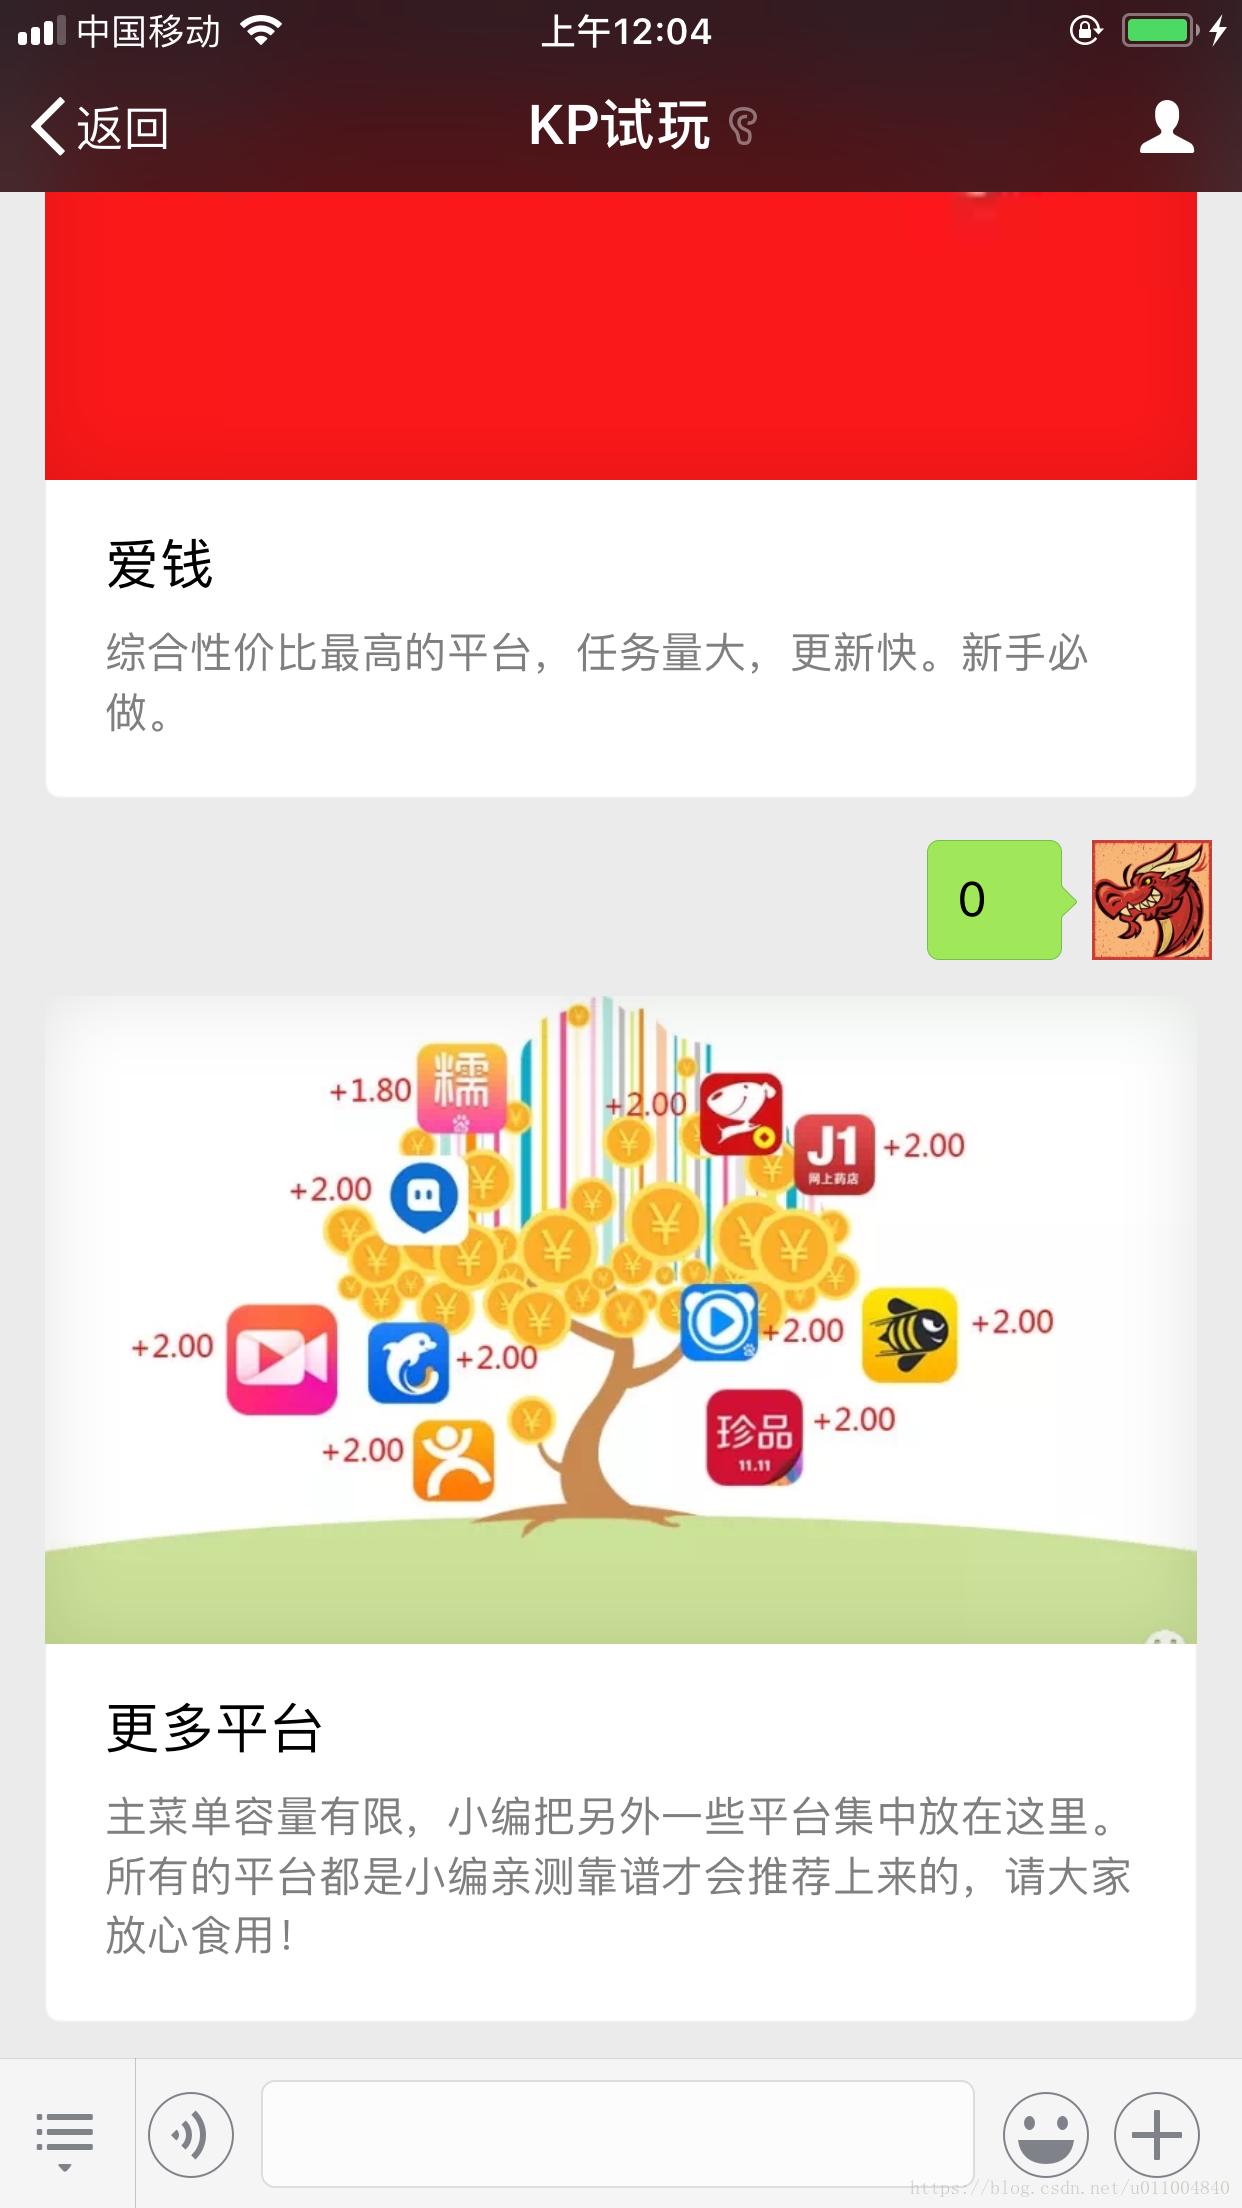 中国移动
上午12:04
返回
KP试玩
爱钱
综合性价比最高的平台，任务量大，更新快。新手必
做。
0
+1.80
糯
+2.00
J1
网上药店
+2.00
+2.00
¥
+2.00
+2.00
+2.00
+2.00
+2.00
珍品
11.11
+2.00
更多平台
主菜单容量有限，小编把另外一些平台集中放在这里。
所有的平台都是小编亲测靠谱才会推荐上来的，请大家
放心食用！
https://blog.csdn.net/u011004840